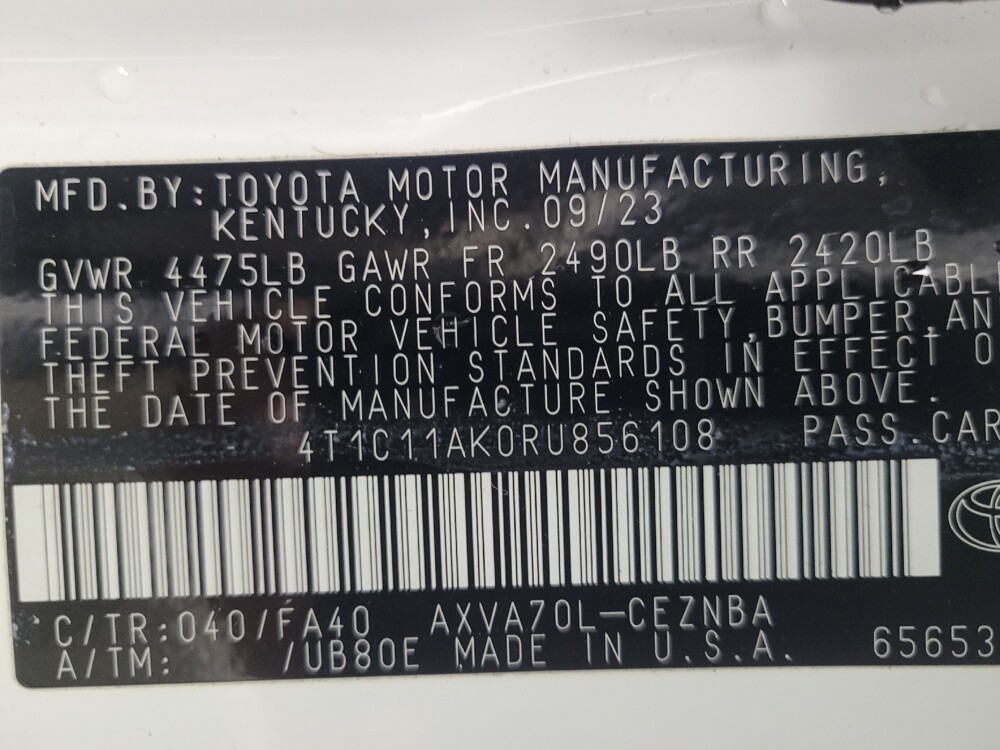 MFD.BY:TOYOTA MOTOR MANUFACTURING,
KENTUCKY,INC.09/23
GVWR 4475LB GAWR FR 2490LB RR 2420LB
THIS VEHICLE CONFORMS TO ALL APPLICABLE
FEDERAL MOTOR VEHICLE SAFETY,BUMPER,AN
THEFT PREVENTION STANDARDS IN EFFECT O
THE DATE OF MANUFACTURE SHOWN ABOVE.
4T1C11AK0RU856108 PASS.CAR
C/TR:040/FA40 AXVA70L-CEZNBA
A/TM: /UB80E MADE IN U.S.A. 65653